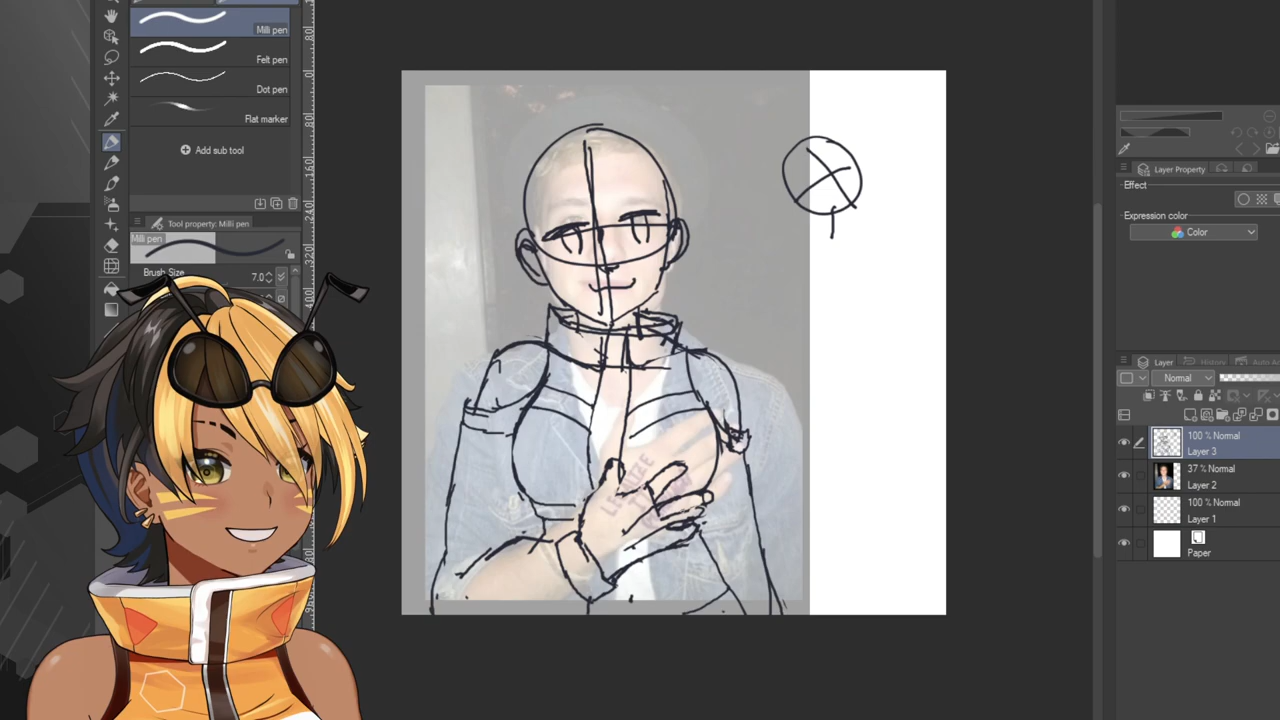 Milli pen
Felt pen
Dot pen
Flat marker
Add sub tool
Tool property: Milli pen
Milli pen
Brush Size
7.0
Layer Property
Effect
Expression color
Color
Layer
History
Auto
Normal
100 % Normal
Layer 3
37 % Normal
Layer 2
100 % Normal
Layer 1
Paper